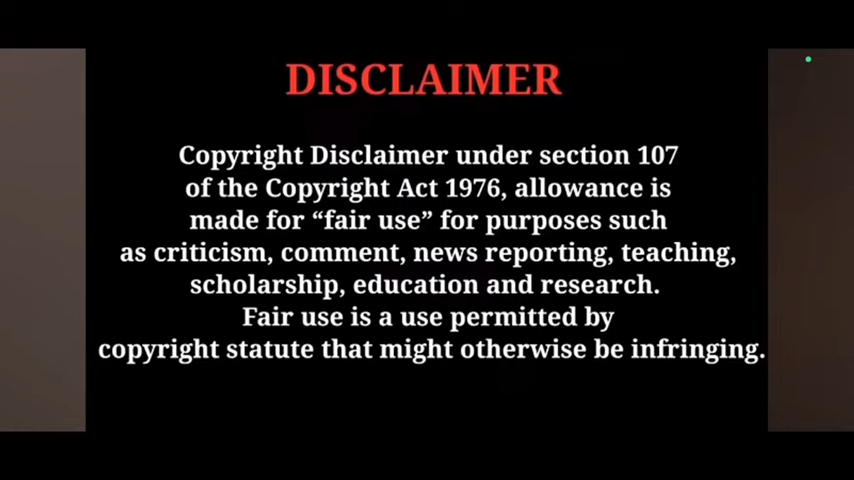 DISCLAIMER
Copyright Disclaimer under section 107
of the Copyright Act 1976, allowance is
made for “fair use” for purposes such
as criticism, comment, news reporting, teaching,
scholarship, education and research.
Fair use is a use permitted by
copyright statute that might otherwise be infringing.